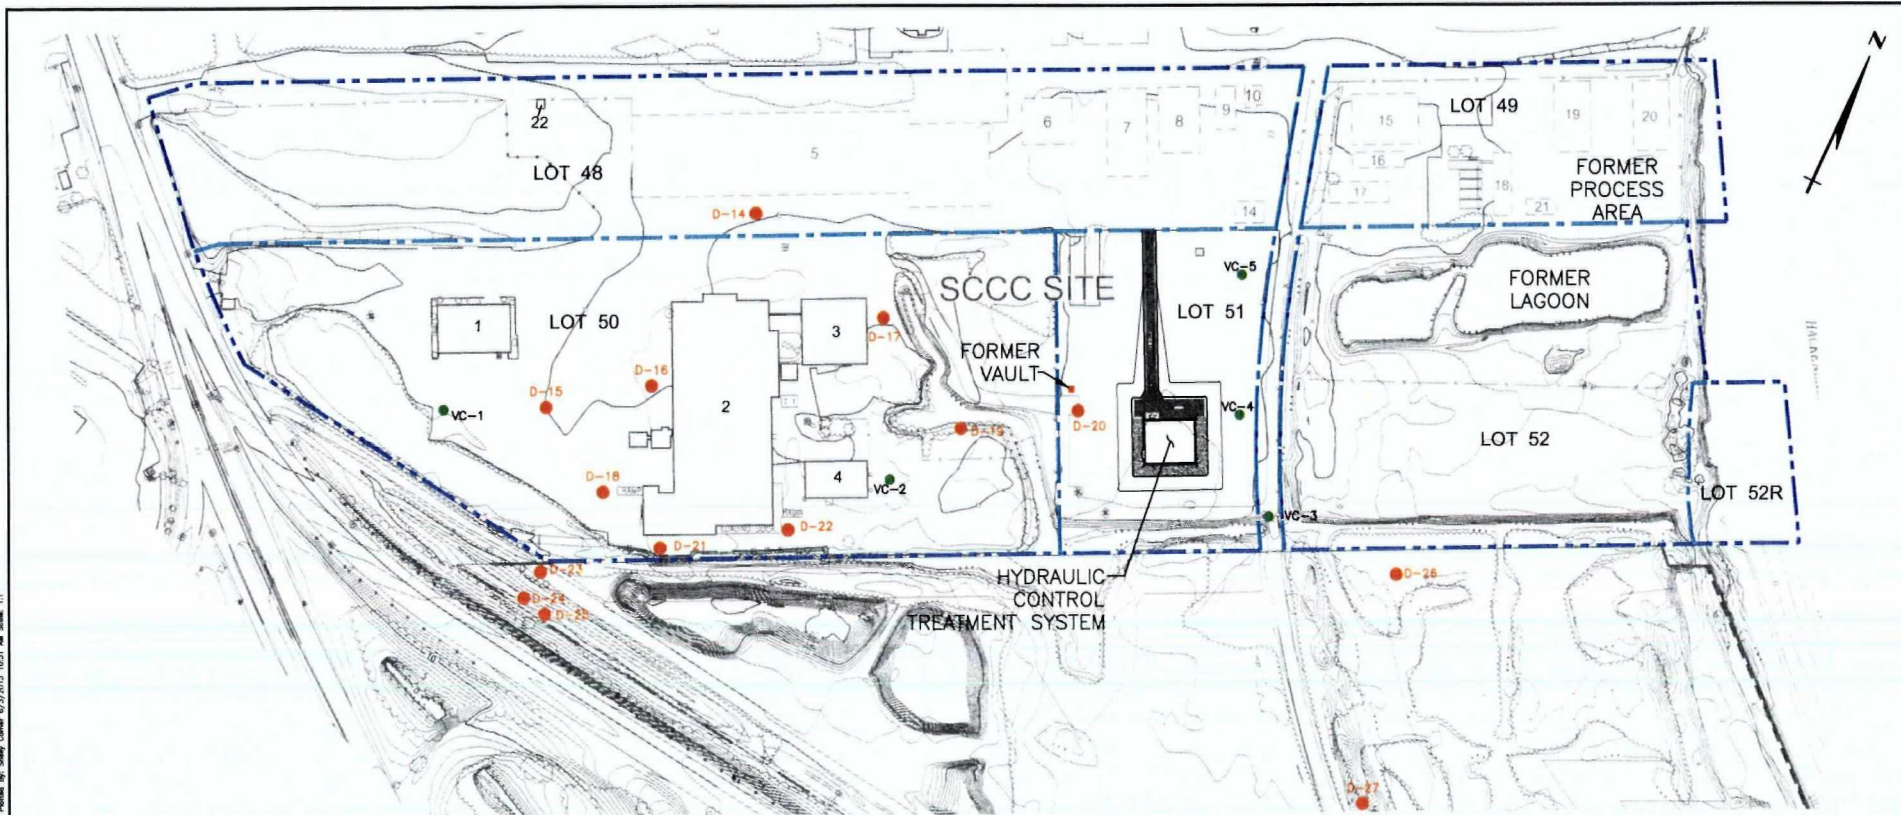 N
22
LOT 48
5
6
7
8
9
10
14
LOT 49
15
16
17
18
19
20
21
FORMER
PROCESS
AREA
D-14
SCCC SITE
1
LOT 50
2
3
4
D-15
D-16
D-17
D-18
D-19
VC-1
VC-2
D-21
D-22
D-23
D-24
D-25
FORMER
VAULT
D-20
LOT 51
VC-5
VC-4
VC-3
FORMER
LAGOON
LOT 52
LOT 52R
HYDRAULIC
CONTROL
TREATMENT SYSTEM
D-26
D-27
RAMP